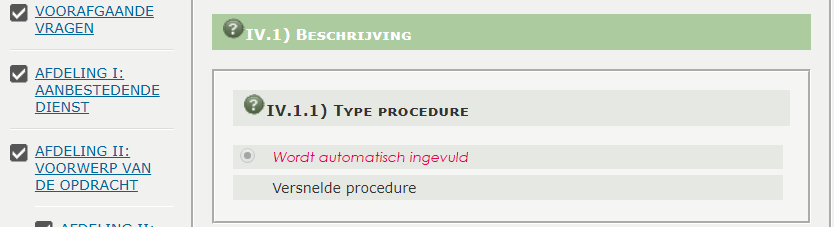 VOORAFGAANDE
VRAGEN
AFDELING I:
AANBESTEDENDE
DIENST
AFDELING II:
VOORWERP VAN
DE OPDRACHT
AFDELING II:
IV.1) BESCHRIJVING
IV.1.1) TYPE PROCEDURE
Wordt automatisch ingevuld
Versnelde procedure